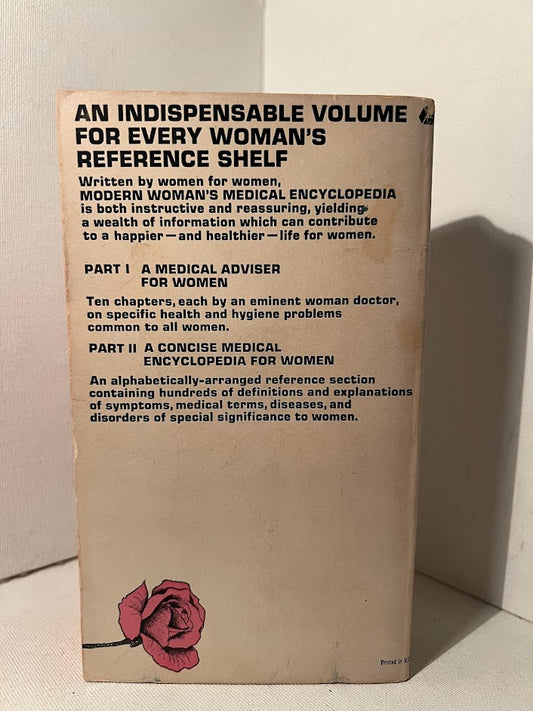 AN INDISPENSABLE VOLUME
FOR EVERY WOMAN'S
REFERENCE SHELF
Written by women for women,
MODERN WOMAN'S MEDICAL ENCYCLOPEDIA
is both instructive and reassuring, yielding
a wealth of information which can contribute
to a happier—and healthier—life for women.
PART I A MEDICAL ADVISER
FOR WOMEN
Ten chapters, each by an eminent woman doctor,
on specific health and hygiene problems
common to all women.
PART II A CONCISE MEDICAL
ENCYCLOPEDIA FOR WOMEN
An alphabetically-arranged reference section
containing hundreds of definitions and explanations
of symptoms, medical terms, diseases, and
disorders of special significance to women.
Printed in